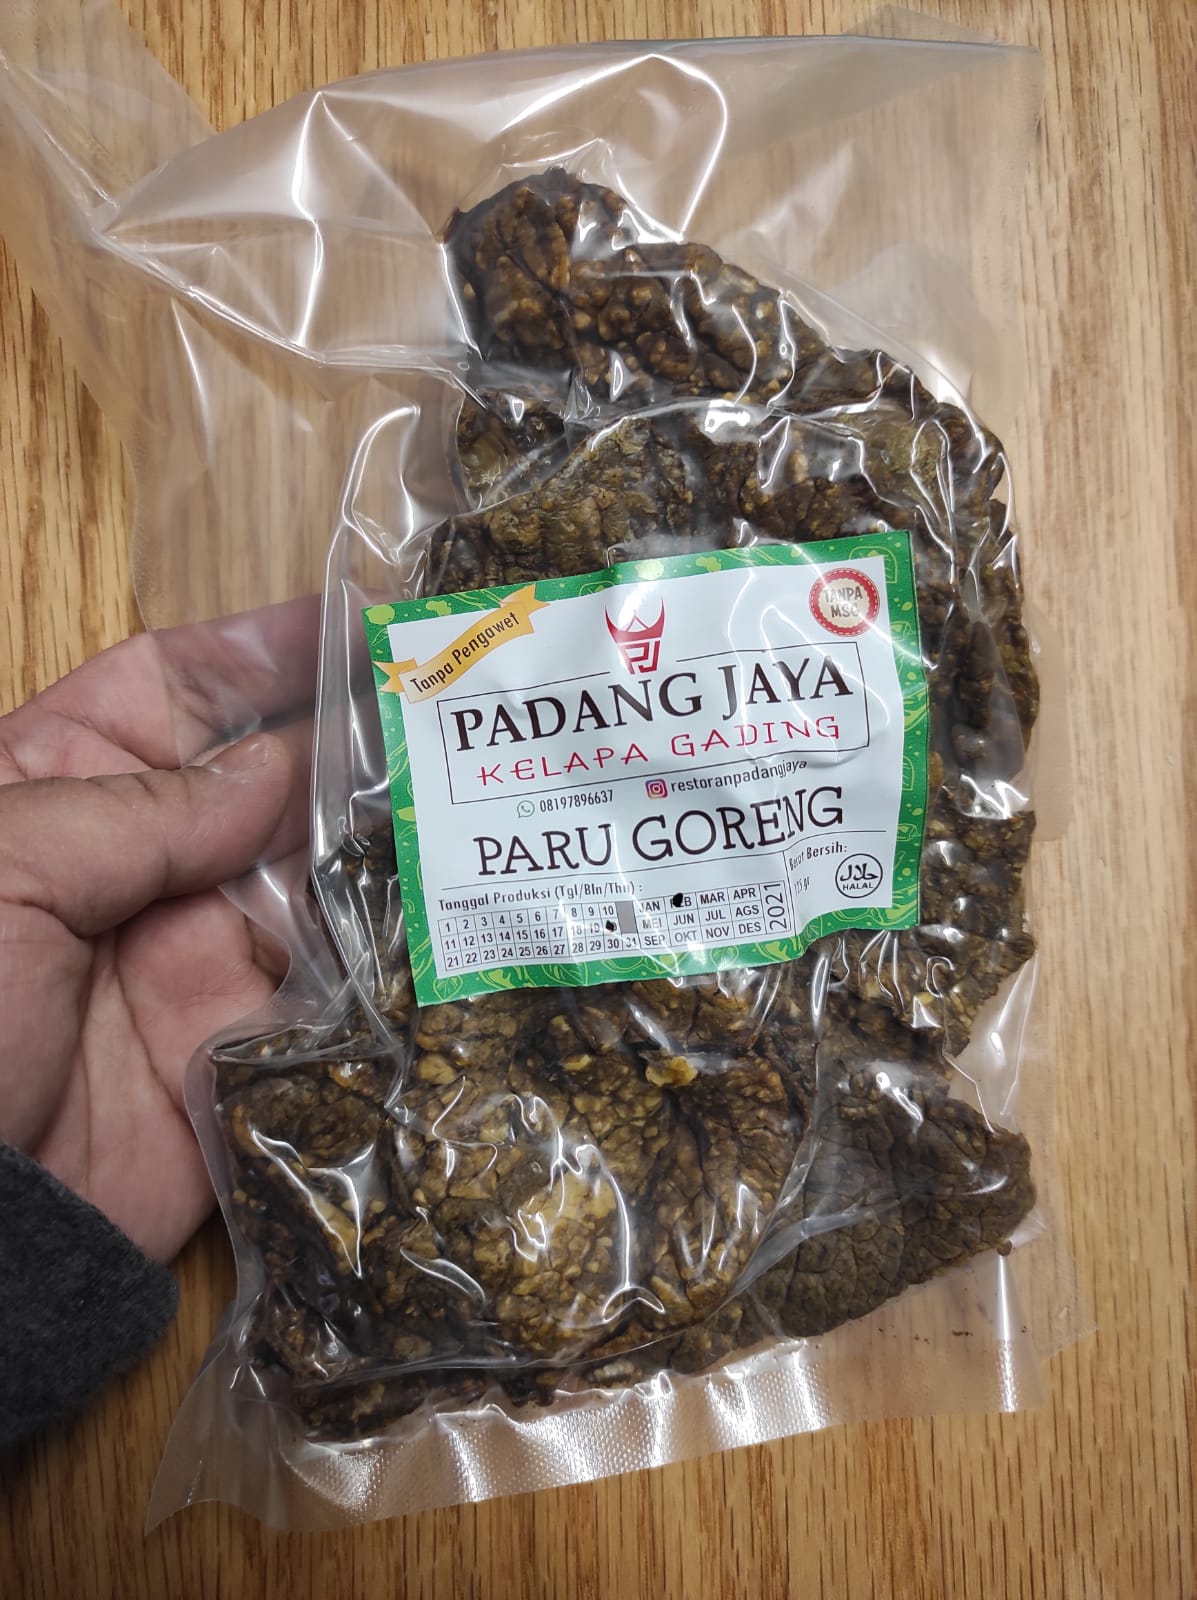 Tanpa Pengawet
TANPA
MSG
PJ
PADANG JAYA
KELAPA GADING
08197896637
restoranpadangjaya
PARU GORENG
Tanggal Produksi (Tgl/Bln/Thn) :
Berat Bersih:
HALAL
1 2 3 4 5 6 7 8 9 10 JAN FEB MAR APR
11 12 13 14 15 16 17 18 19 MEI JUN JUL AGS
21 22 23 24 25 26 27 28 29 30 31 SEP OKT NOV DES
2021